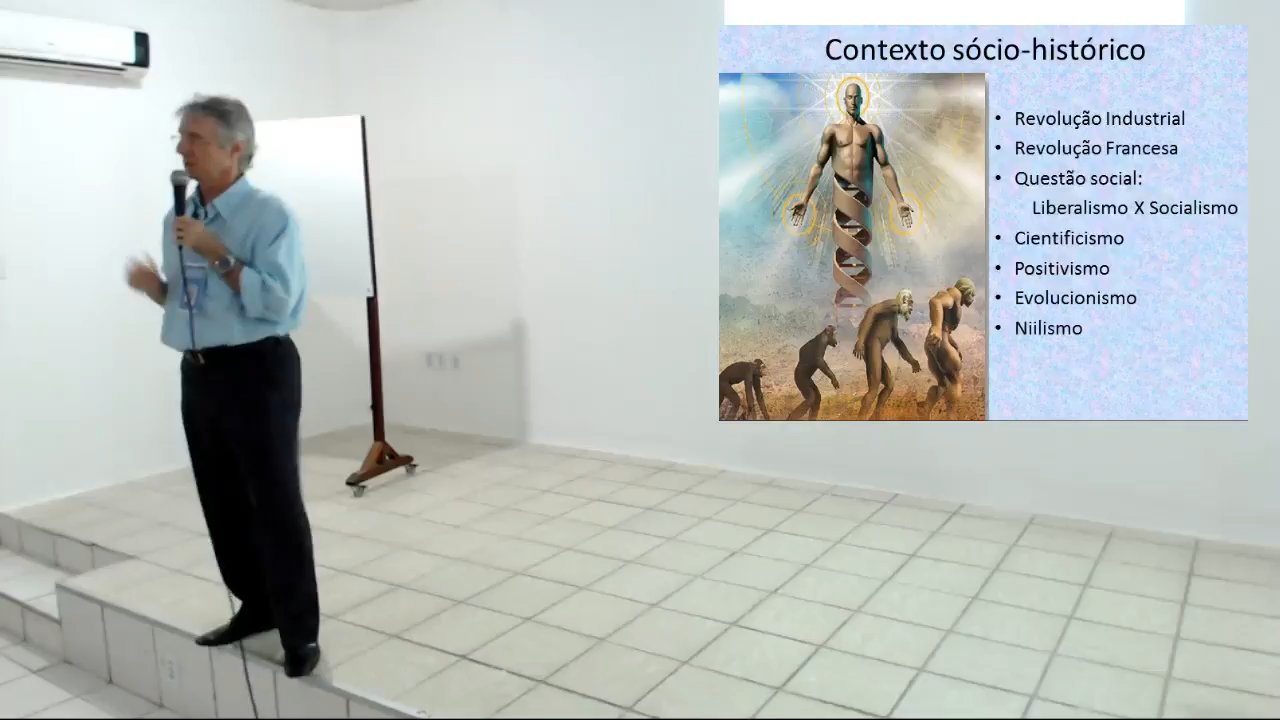 Contexto sócio-histórico
• Revolução Industrial
• Revolução Francesa
• Questão social:
Liberalismo X Socialismo
• Cientificismo
• Positivismo
• Evolucionismo
• Niilismo